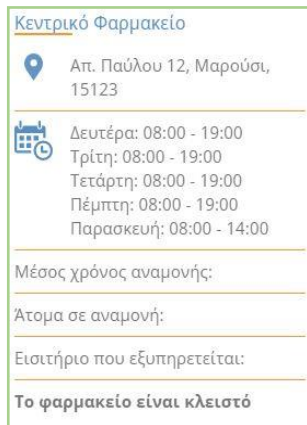 Κεντρικό Φαρμακείο
Απ. Παύλου 12, Μαρούσι,
15123
Δευτέρα: 08:00 - 19:00
Τρίτη: 08:00 - 19:00
Τετάρτη: 08:00 - 19:00
Πέμπτη: 08:00 - 19:00
Παρασκευή: 08:00 - 14:00
Μέσος χρόνος αναμονής:
Άτομα σε αναμονή:
Εισιτήριο που εξυπηρετείται:
Το φαρμακείο είναι κλειστό